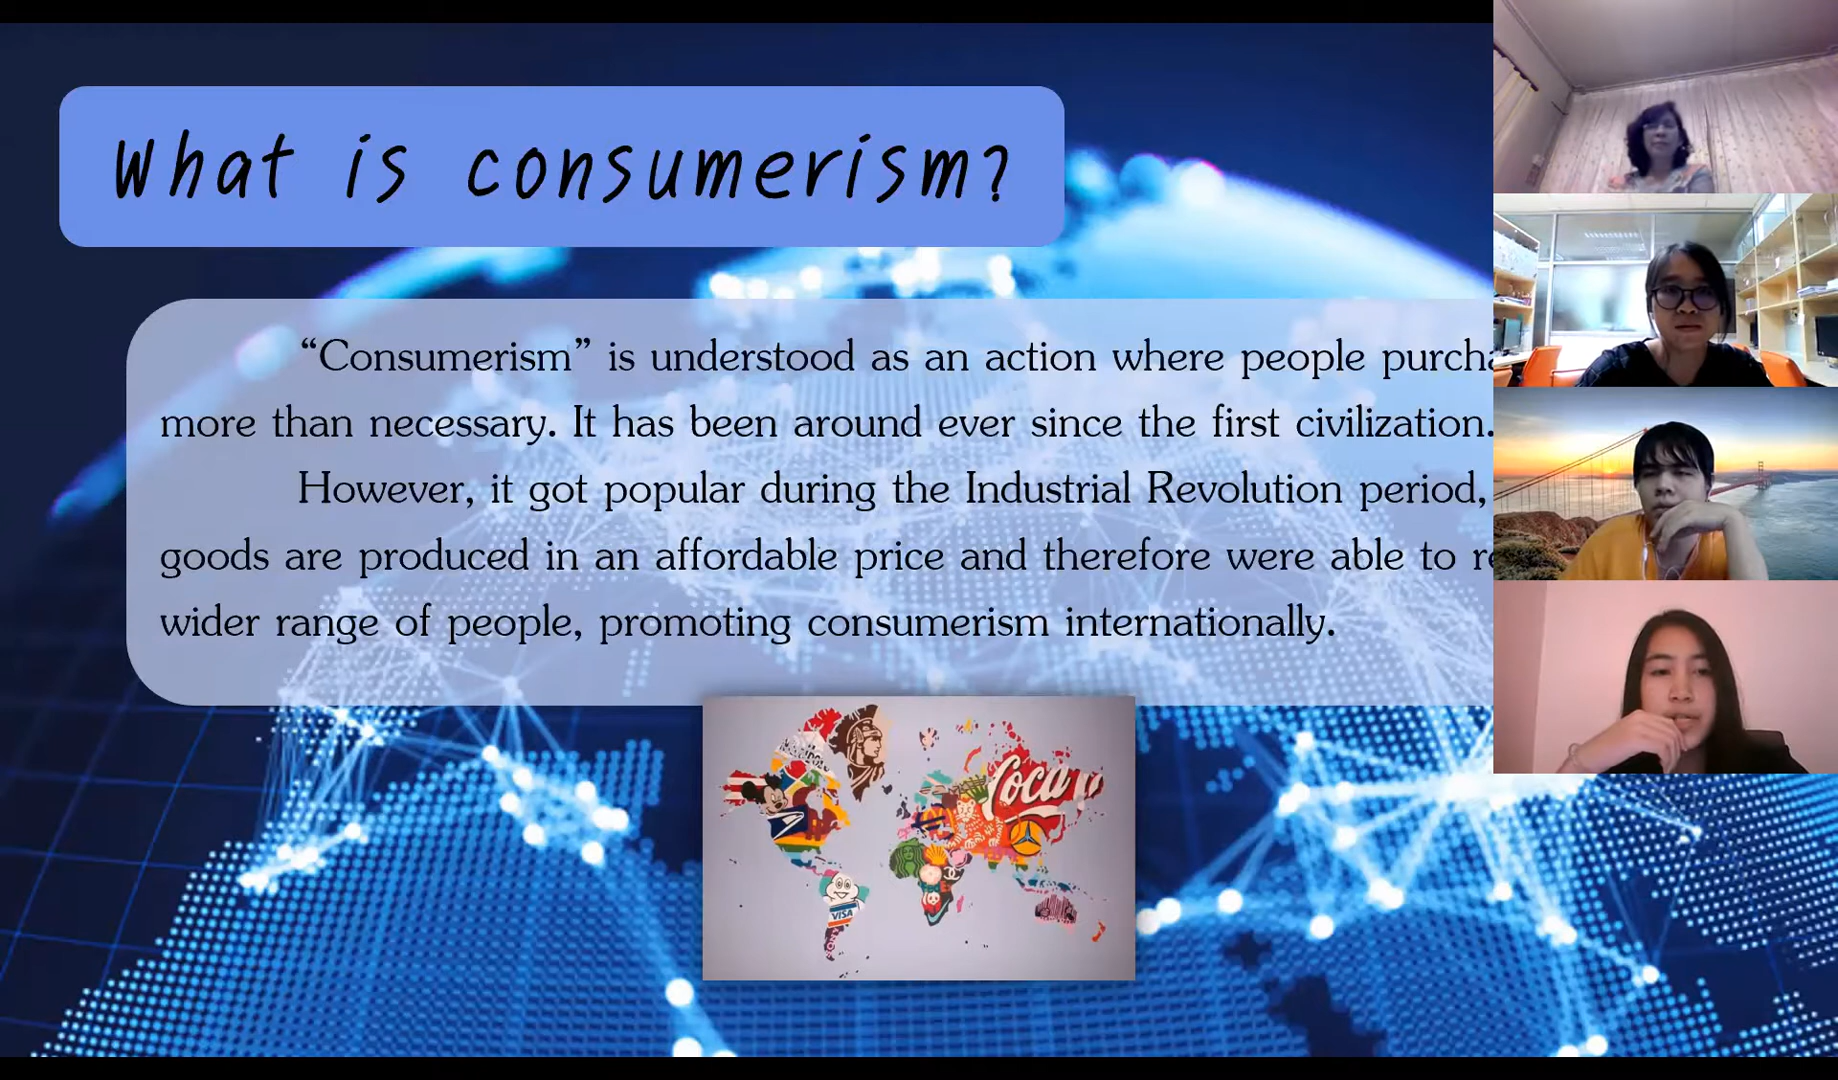 What is consumerism?
“Consumerism” is understood as an action where people
more than necessary. It has been around ever since the first civilization.
However, it got popular during the Industrial Revolution period,
goods are produced in an affordable price and therefore were able to
wider range of people, promoting consumerism internationally.
VISA